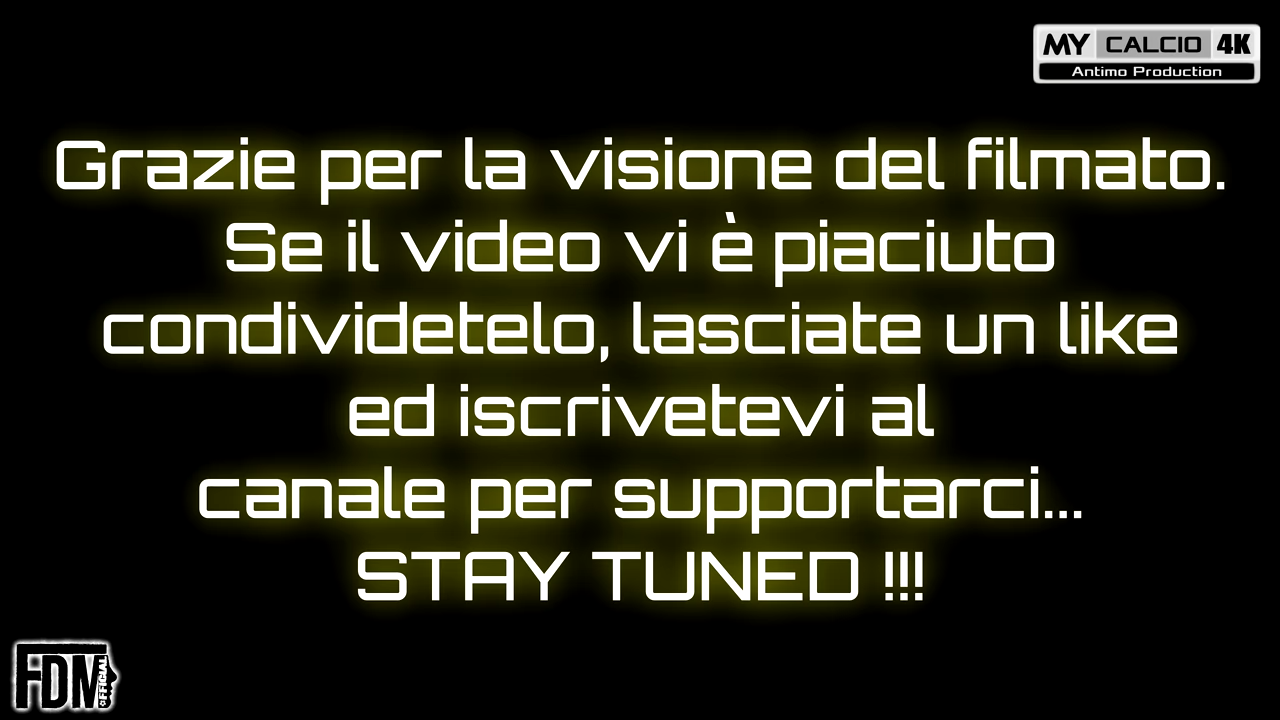 MY CALCIO 4K
Antimo Production
Grazie per la visione del filmato.
Se il video vi è piaciuto
condividetelo, lasciate un like
ed iscrivetevi al
canale per supportarci...
STAY TUNED !!!
FDM
OFFICIAL